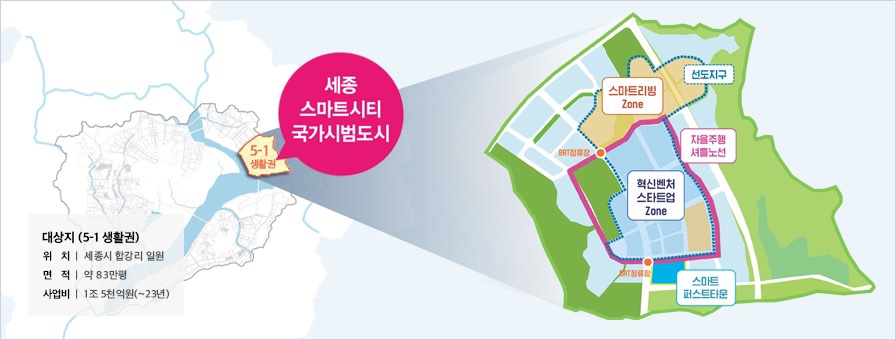 세종
스마트시티
국가시범도시
5-1
생활권
대상지 (5-1 생활권)
위 치 | 세종시 합강리 일원
면 적 | 약 83만평
사업비 | 1조 5천억원(~23년)
스마트리빙
Zone
선도지구
자율주행
셔틀노선
BRT정류장
혁신벤처
스타트업
Zone
BRT정류장
스마트
퍼스트타운